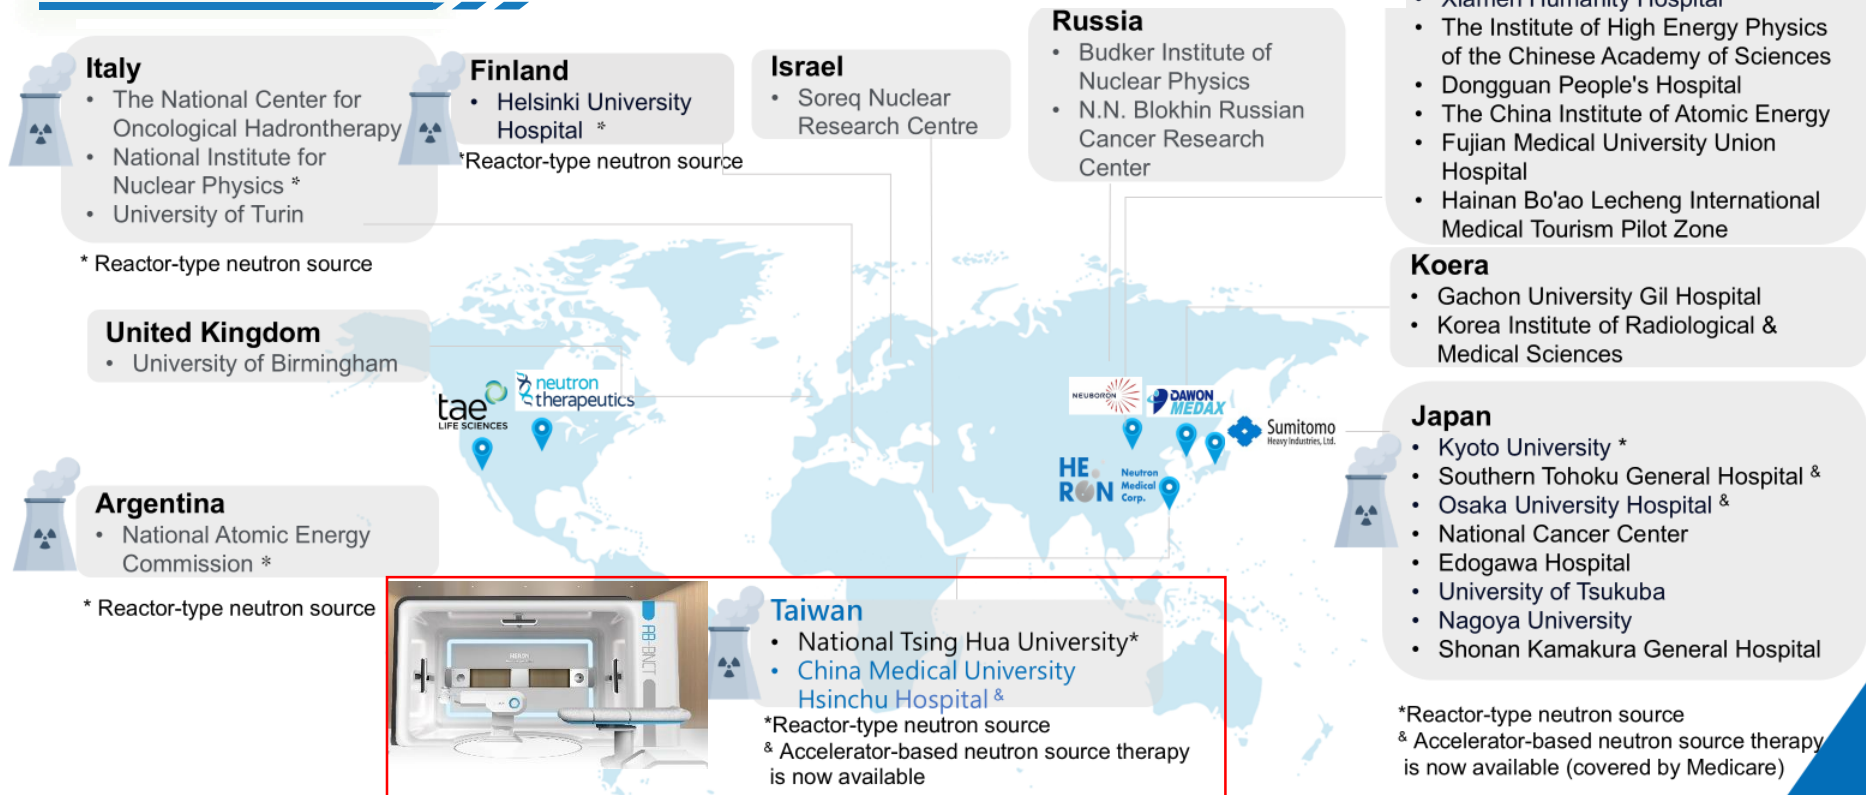 Italy
• The National Center for
Oncological Hadrontherapy
• National Institute for
Nuclear Physics *
• University of Turin
* Reactor-type neutron source
Finland
• Helsinki University
Hospital *
*Reactor-type neutron source
Israel
• Soreq Nuclear
Research Centre
Russia
• Budker Institute of
Nuclear Physics
• N.N. Blokhin Russian
Cancer Research
Center
• Xiamen Humanity Hospital
• The Institute of High Energy Physics
of the Chinese Academy of Sciences
• Dongguan People's Hospital
• The China Institute of Atomic Energy
• Fujian Medical University Union
Hospital
• Hainan Bo'ao Lecheng International
Medical Tourism Pilot Zone
Koera
• Gachon University Gil Hospital
• Korea Institute of Radiological &
Medical Sciences
United Kingdom
• University of Birmingham
tae
LIFE SCIENCES
neutron
therapeutics
NEUBORON
DAWON
MEDAX
Sumitomo
Heavy Industries, Ltd.
HERON
Neutron
Medical
Corp.
Japan
• Kyoto University *
• Southern Tohoku General Hospital &
• Osaka University Hospital &
• National Cancer Center
• Edogawa Hospital
• University of Tsukuba
• Nagoya University
• Shonan Kamakura General Hospital
*Reactor-type neutron source
& Accelerator-based neutron source therapy
is now available (covered by Medicare)
Argentina
• National Atomic Energy
Commission *
* Reactor-type neutron source
HERON
AB-BNCT
Taiwan
• National Tsing Hua University*
• China Medical University
Hsinchu Hospital &
*Reactor-type neutron source
& Accelerator-based neutron source therapy
is now available